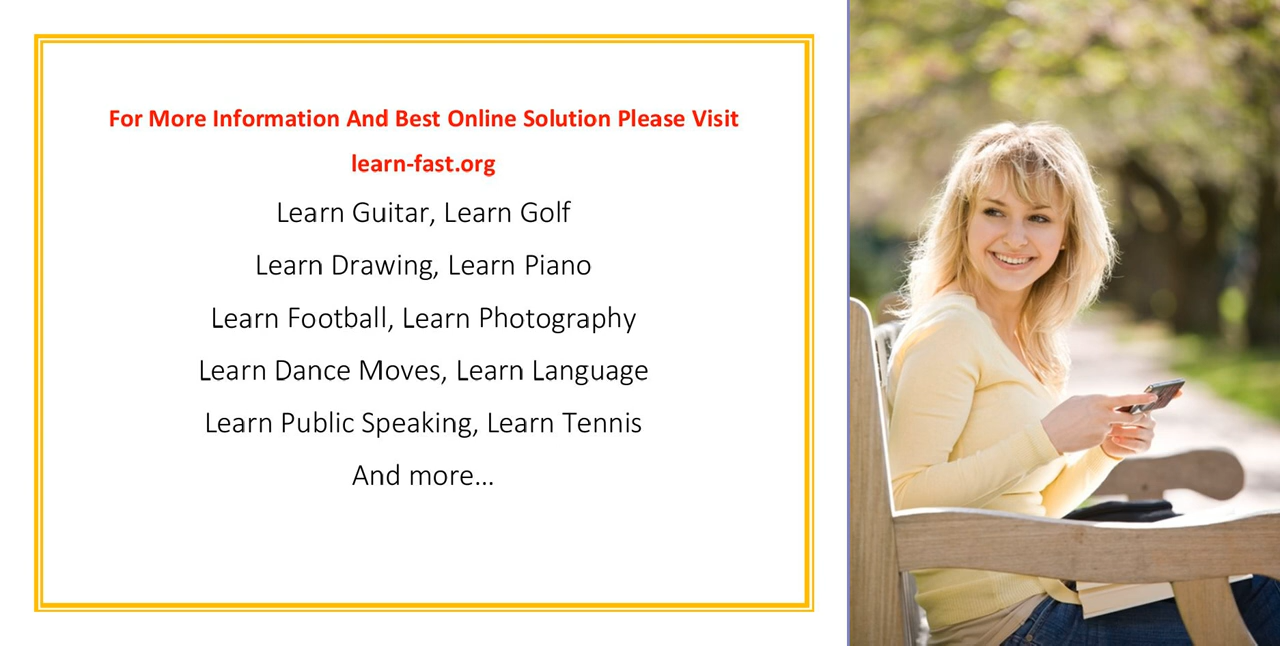 For More Information And Best Online Solution Please Visit
learn-fast.org
Learn Guitar, Learn Golf
Learn Drawing, Learn Piano
Learn Football, Learn Photography
Learn Dance Moves, Learn Language
Learn Public Speaking, Learn Tennis
And more...